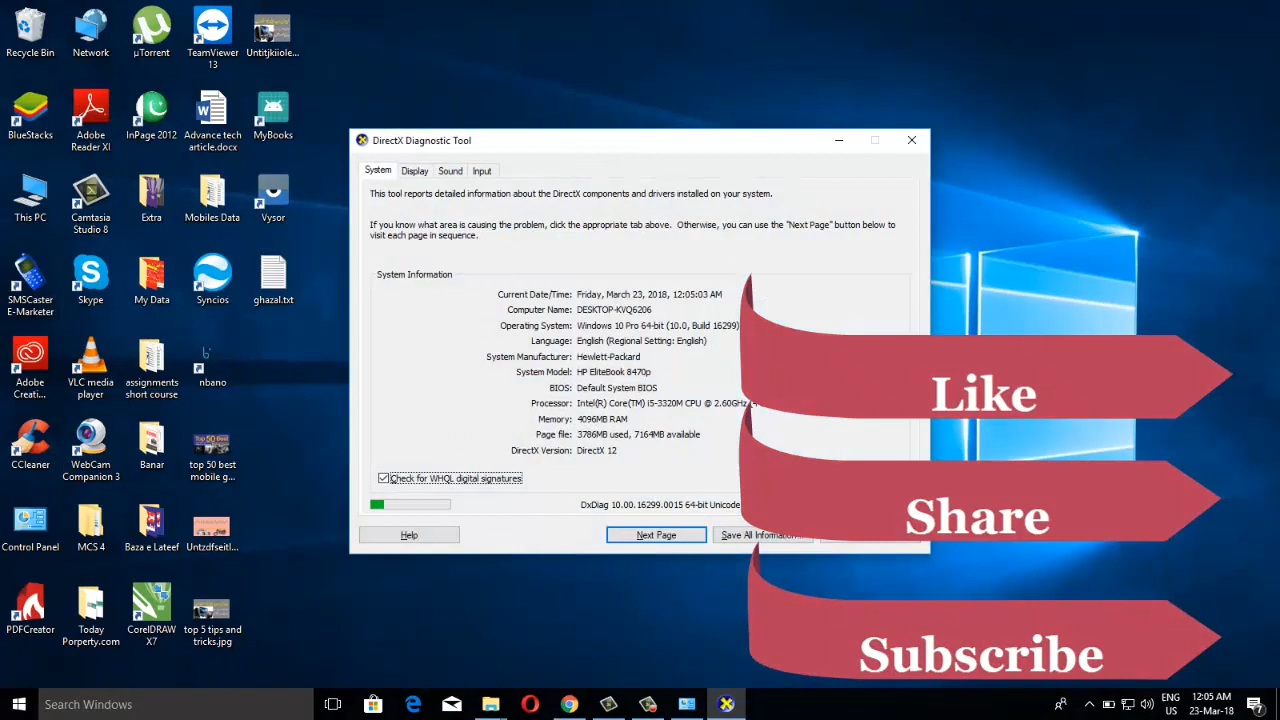 Recycle Bin
Network
µTorrent
TeamViewer
13
Untitjkiiole...
BlueStacks
Adobe
Reader XI
InPage 2012
Advance tech
article.docx
MyBooks
This PC
Camtasia
Studio 8
Extra
Mobiles Data
Vysor
SMSCaster
E-Marketer
Skype
My Data
Syncios
ghazal.txt
Adobe
Creati...
VLC media
player
assignments
short course
nbano
CCleaner
WebCam
Companion 3
Banar
top 50 best
mobile g...
Control Panel
MCS 4
Baza e Lateef
Untzdfseitl...
PDFCreator
Today
Porperty.com
CorelDRAW
X7
top 5 tips and
tricks.jpg
DirectX Diagnostic Tool
System
Display
Sound
Input
This tool reports detailed information about the DirectX components and drivers installed on your system.
If you know what area is causing the problem, click the appropriate tab above. Otherwise, you can use the "Next Page" button below to
visit each page in sequence.
System Information
Current Date/Time: Friday, March 23, 2018, 12:05:03 AM
Computer Name: DESKTOP-KVQ6206
Operating System: Windows 10 Pro 64-bit (10.0, Build 16299)
Language: English (Regional Setting: English)
System Manufacturer: Hewlett-Packard
System Model: HP EliteBook 8470p
BIOS: Default System BIOS
Processor: Intel(R) Core(TM) i5-3320M CPU @ 2.60GHz
Memory: 4096MB RAM
Page file: 3786MB used, 7164MB available
DirectX Version: DirectX 12
Check for WHQL digital signatures
DxDiag 10.00.16299.0015 64-bit Unicode
Help
Next Page
Save All Information...
Like
Share
Subscribe
Search Windows
ENG
US
12:05 AM
23-Mar-18